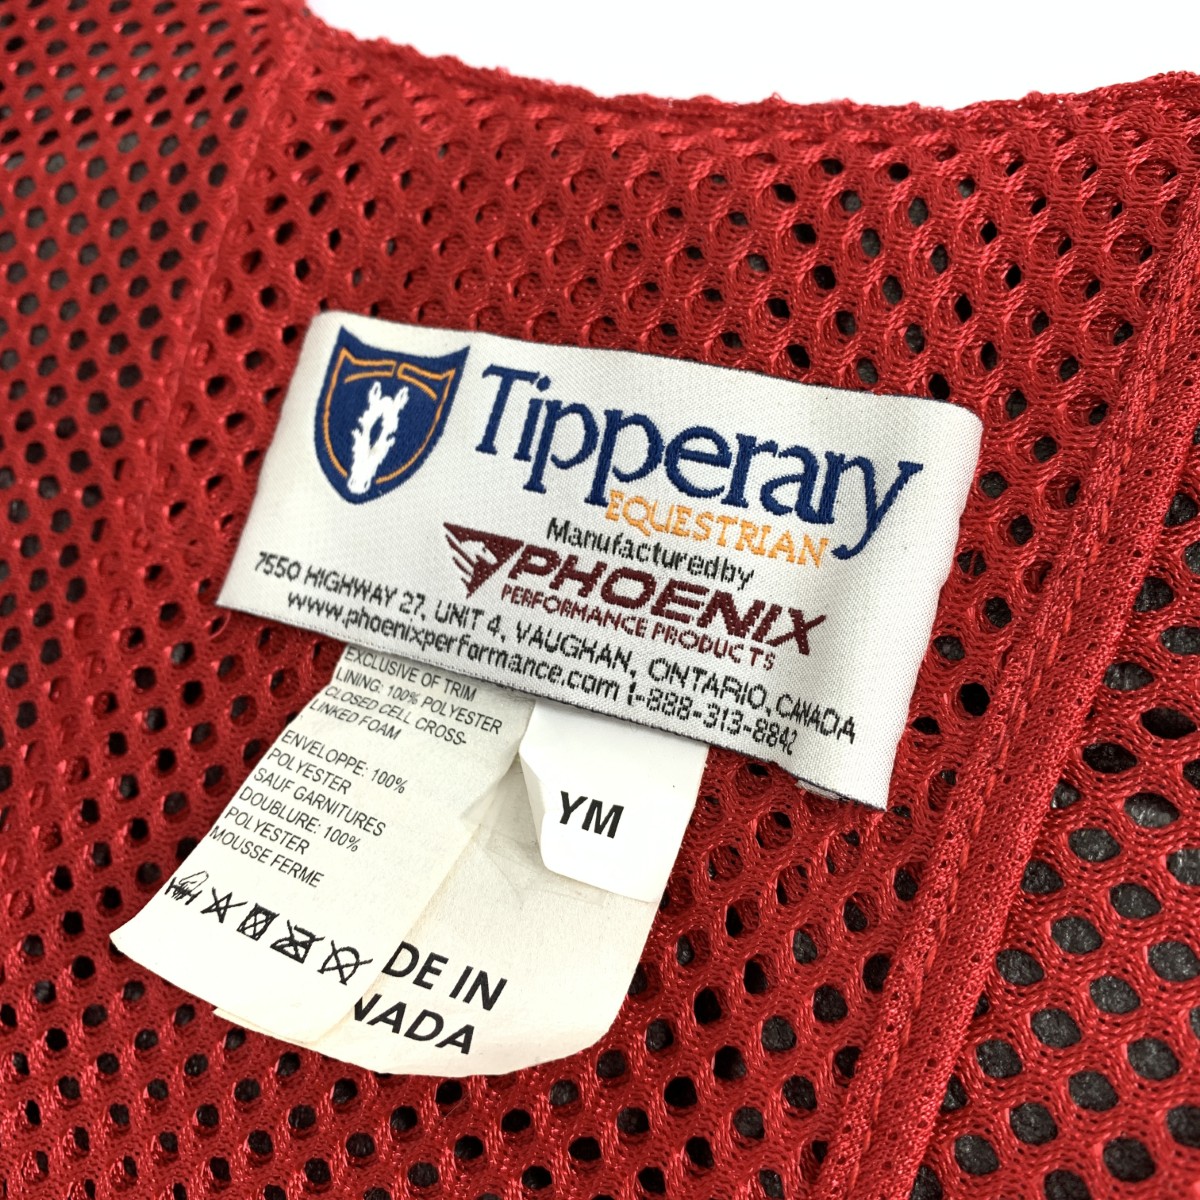 Tipperary
EQUESTRIAN
Manufactured by
PHOENIX
PERFORMANCE PRODUCTS
7550 HIGHWAY 27, UNIT 4, VAUGHAN, ONTARIO, CANADA
www.phoenixperformance.com 1-888-313-8842
EXCLUSIVE OF TRIM
LINING: 100% POLYESTER
CLOSED CELL CROSS-
LINKED FOAM
ENVELOPPE: 100%
POLYESTER
SAUF GARNITURES
DOUBLURE: 100%
POLYESTER
MOUSSE FERME
YM
DE IN
NADA